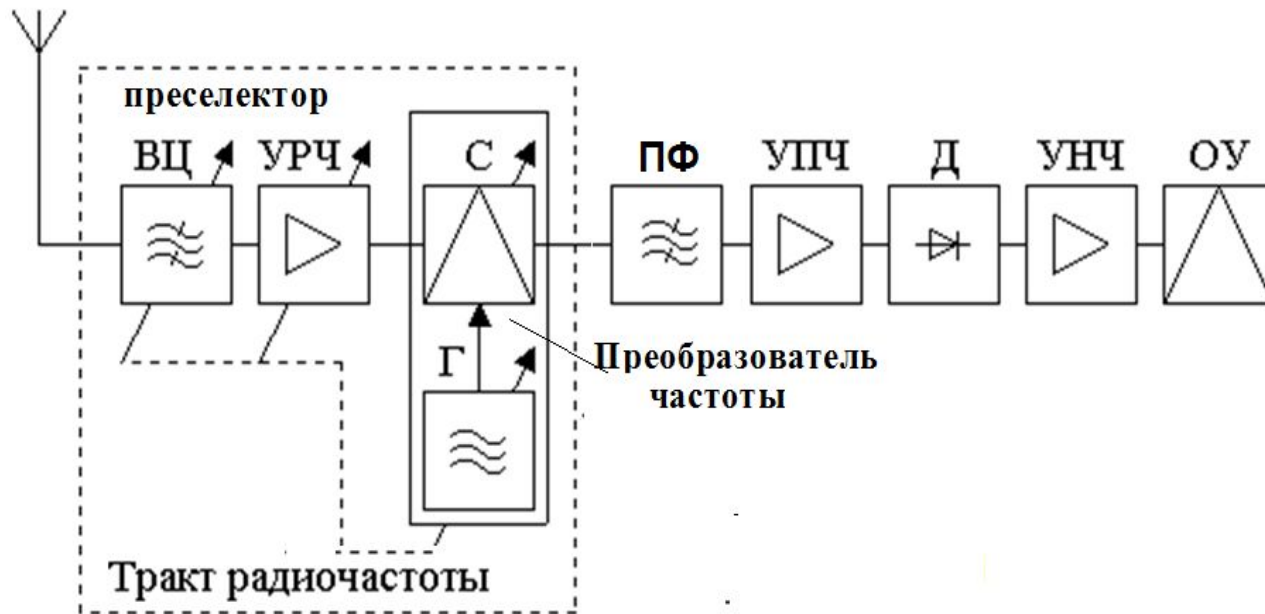 преселектор
ВЦ УРЧ С ПФ УПЧ Д УНЧ ОУ
Г
Преобразователь
частоты
Тракт радиочастоты